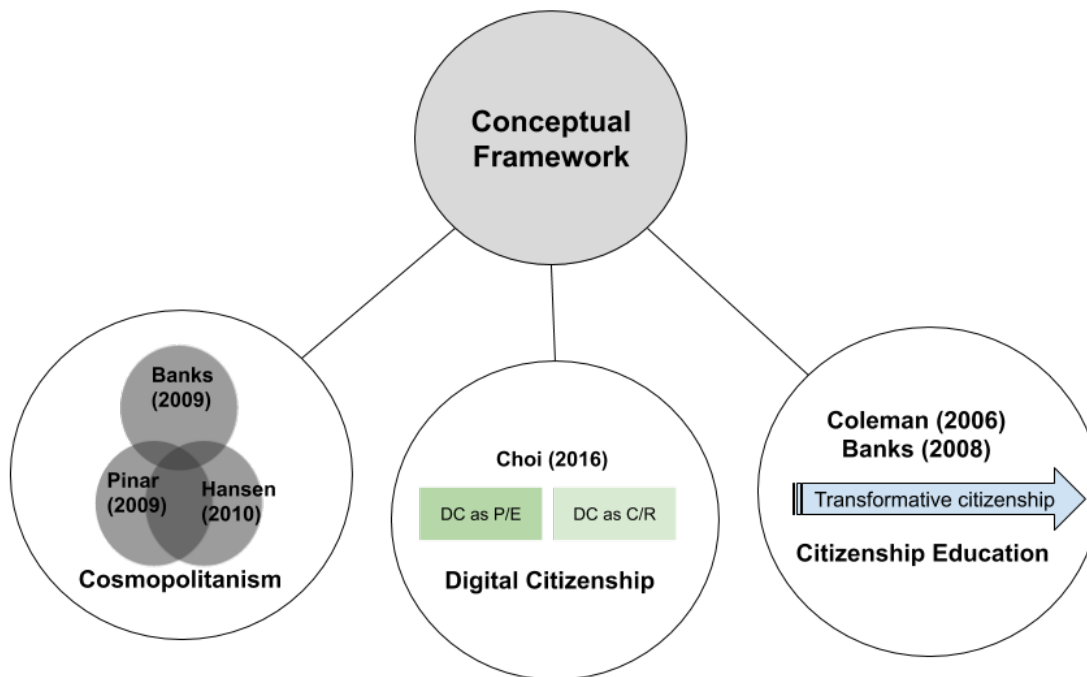 Conceptual
Framework
Banks
(2009)
Pinar
(2009)
Hansen
(2010)
Cosmopolitanism
Choi (2016)
DC as P/E
DC as C/R
Digital Citizenship
Coleman (2006)
Banks (2008)
Transformative citizenship
Citizenship Education